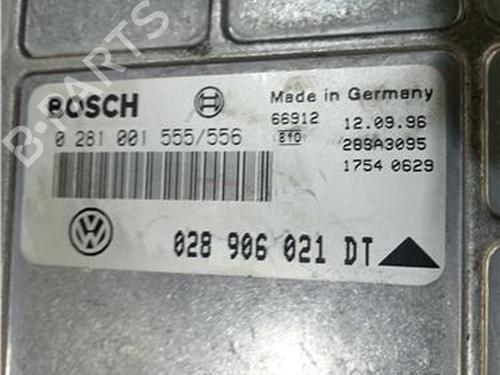 B-PARTS
BOSCH
Made in Germany
0 281 001 555/556
66912
12.09.96
810
28SA3095
1754 0629
VW
028 906 021 DT